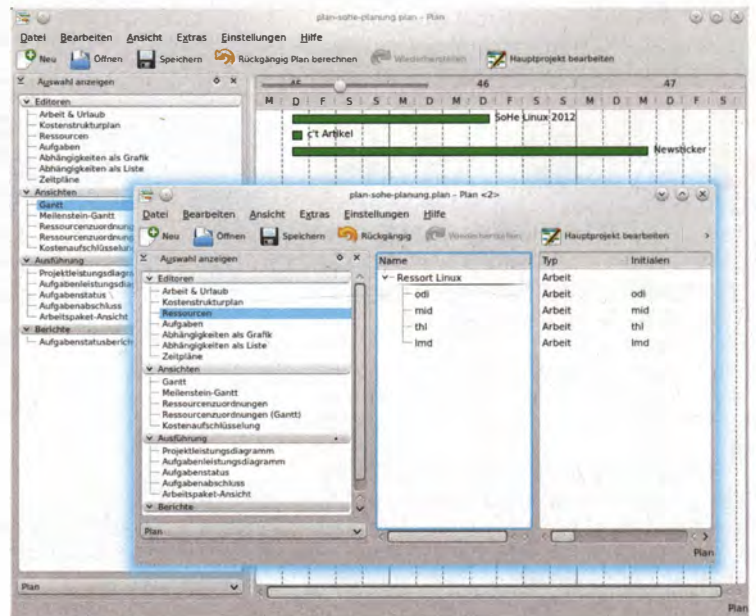 plan-sohe-planung.plan – Plan
Datei Bearbeiten Ansicht Extras Einstellungen Hilfe
Neu Öffnen Speichern Rückgängig Plan berechnen Wiederherstellen Hauptprojekt bearbeiten
Auswahl anzeigen
Editoren
Arbeit & Urlaub
Kostenstrukturplan
Ressourcen
Aufgaben
Abhängigkeiten als Grafik
Abhängigkeiten als Liste
Zeitpläne
Ansichten
Gantt
Meilenstein-Gantt
Ressourcenzuordnung
Ressourcenzuordnung
Kostenaufschlüsselun
Ausführung
Projektleistungsdiagra
Aufgabenleistungsdia
Aufgabenstatus
Aufgabenabschluss
Arbeitspaket-Ansicht
Berichte
Aufgabenstatusberich
Plan
46 47
M D F S S M D M D F S S M D M D F S
SoHe Linux 2012
c't Artikel
Newsticker
Plan
plan-sohe-planung.plan – Plan <2>
Datei Bearbeiten Ansicht Extras Einstellungen Hilfe
Neu Öffnen Speichern Rückgängig Wiederherstellen Hauptprojekt bearbeiten
Auswahl anzeigen
Editoren
Arbeit & Urlaub
Kostenstrukturplan
Ressourcen
Aufgaben
Abhängigkeiten als Grafik
Abhängigkeiten als Liste
Zeitpläne
Ansichten
Gantt
Meilenstein-Gantt
Ressourcenzuordnungen
Ressourcenzuordnungen (Gantt)
Kostenaufschlüsselung
Ausführung
Projektleistungsdiagramm
Aufgabenleistungsdiagramm
Aufgabenstatus
Aufgabenabschluss
Arbeitspaket-Ansicht
Berichte
Plan
Name Typ Initialen
Ressort Linux Arbeit
odi Arbeit odi
mid Arbeit mid
thl Arbeit thl
lmd Arbeit lmd
Plan